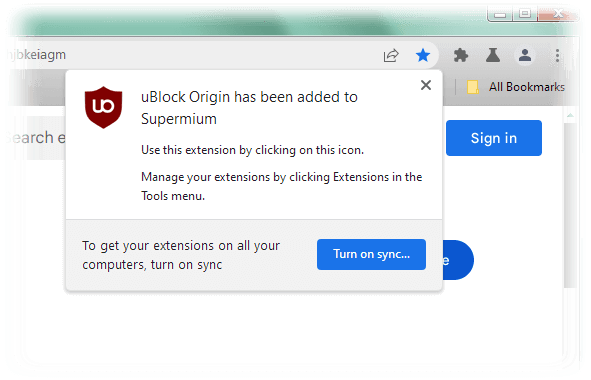 jbkeiagm
All Bookmarks
uBlock Origin has been added to
Supermium
Use this extension by clicking on this icon.
Manage your extensions by clicking Extensions in the
Tools menu.
To get your extensions on all your
computers, turn on sync
Turn on sync...
Search e
Sign in
e